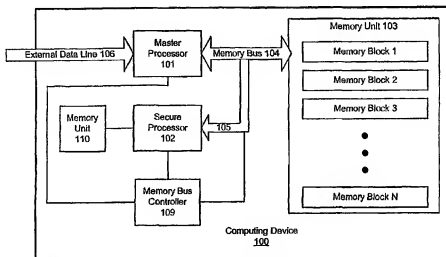 External Data Line 106
Master
Processor
101
Memory Bus 104
Memory Unit 103
Memory Block 1
Memory Block 2
Memory Block 3
Memory Block N
Memory
Unit
110
Secure
Processor
102
105
Memory Bus
Controller
109
Computing Device
100